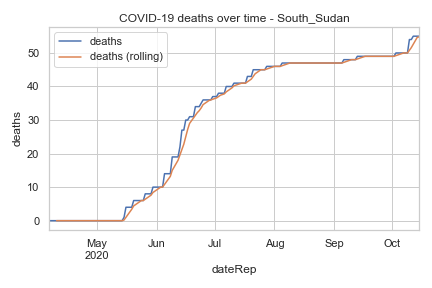 COVID-19 deaths over time - South_Sudan
deaths
deaths (rolling)
deaths
50
40
30
20
10
0
May Jun Jul Aug Sep Oct
2020
dateRep